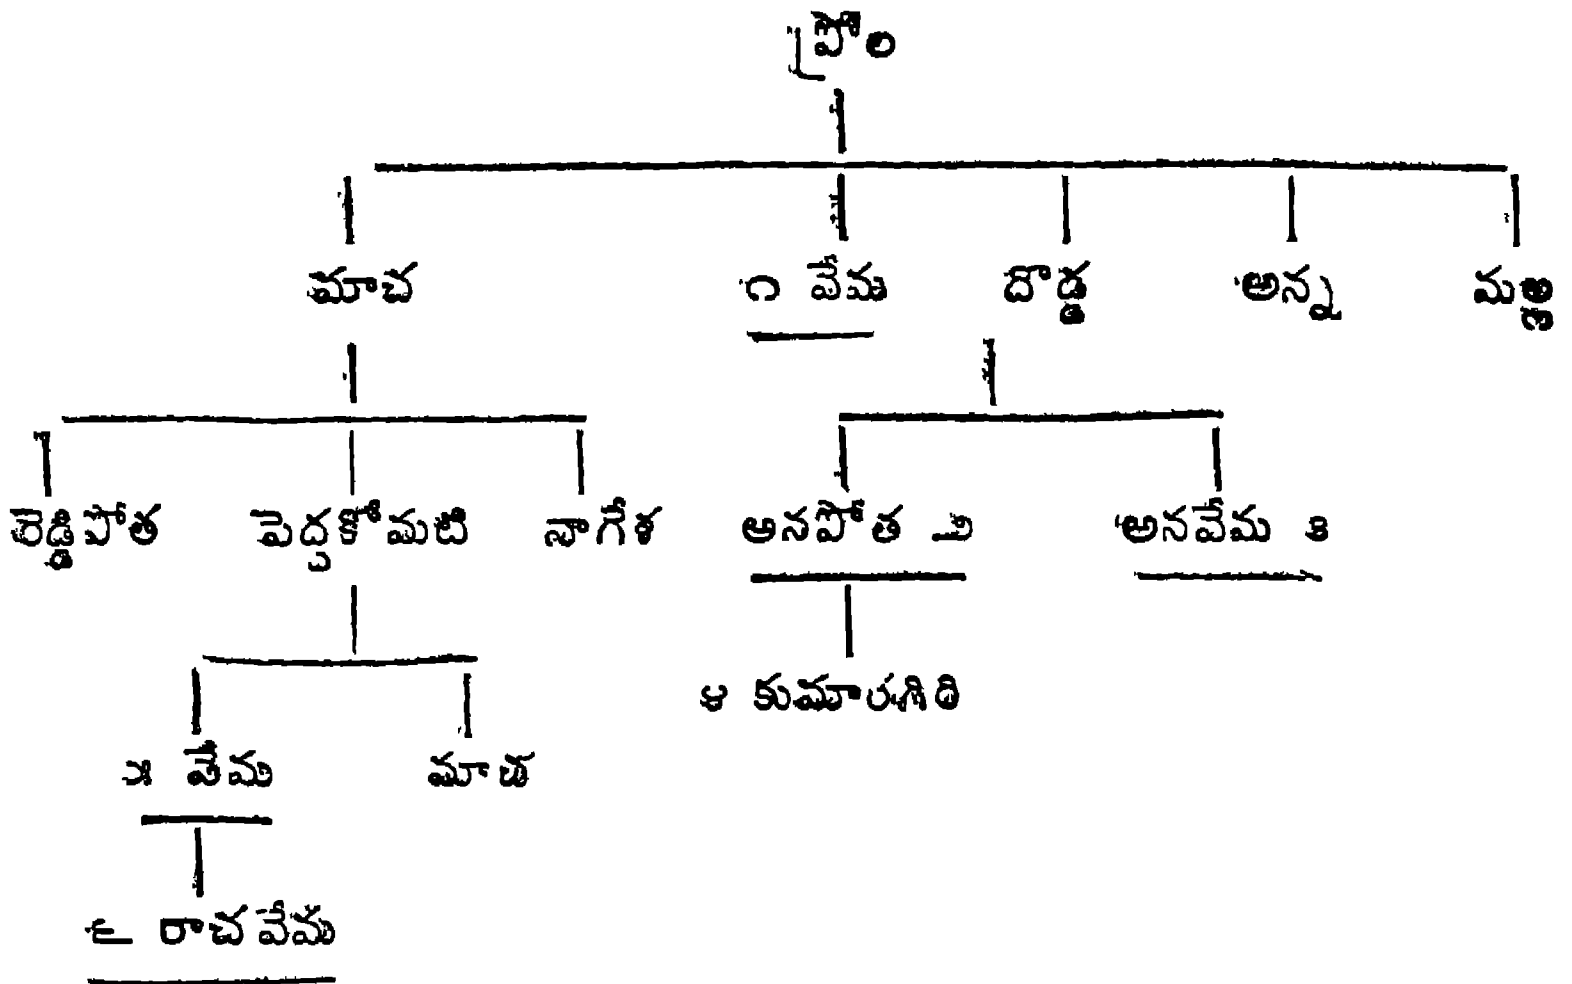 ప్రోల
మాచ ౧ వేమ దొడ్డ అన్న మల్ల
రెడ్డిపోత పెద్దకోమటి నాగేళ అనపోత ౨ అనవేమ ౩
౪ కుమారగిరి
౫ వేమ మాచ
౬ రాచవేమ